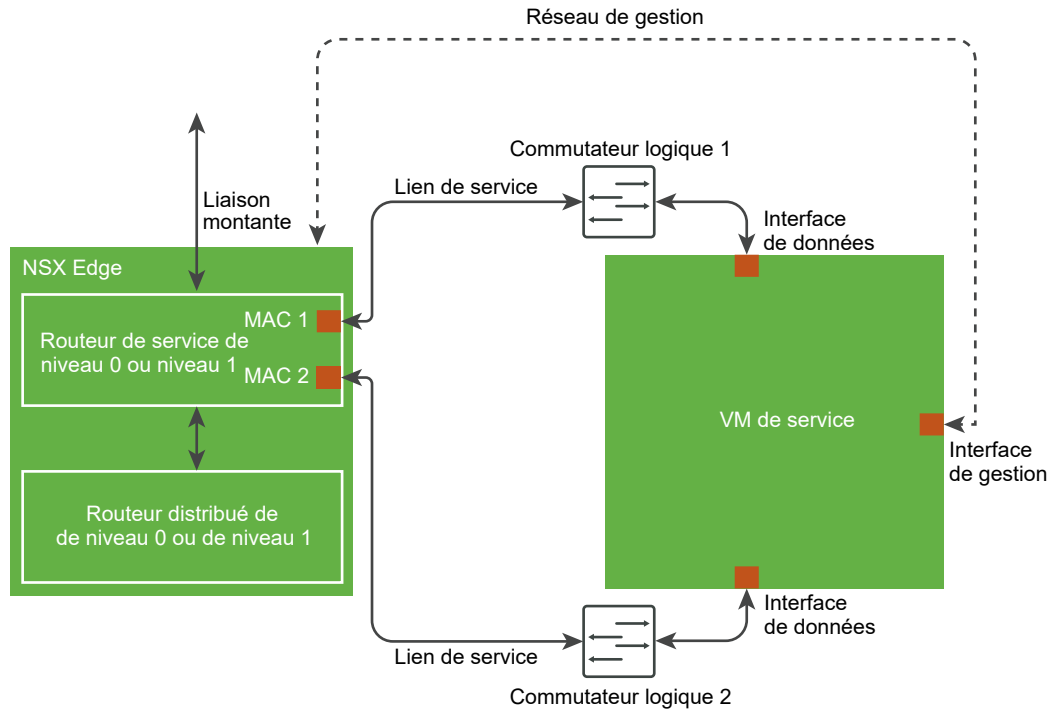 Réseau de gestion
Commutateur logique 1
Lien de service
Liaison
montante
Interface
de données
NSX Edge
MAC 1
Routeur de service de
niveau 0 ou niveau 1
MAC 2
VM de service
Interface
de gestion
Routeur distribué de
de niveau 0 ou de niveau 1
Interface
de données
Lien de service
Commutateur logique 2